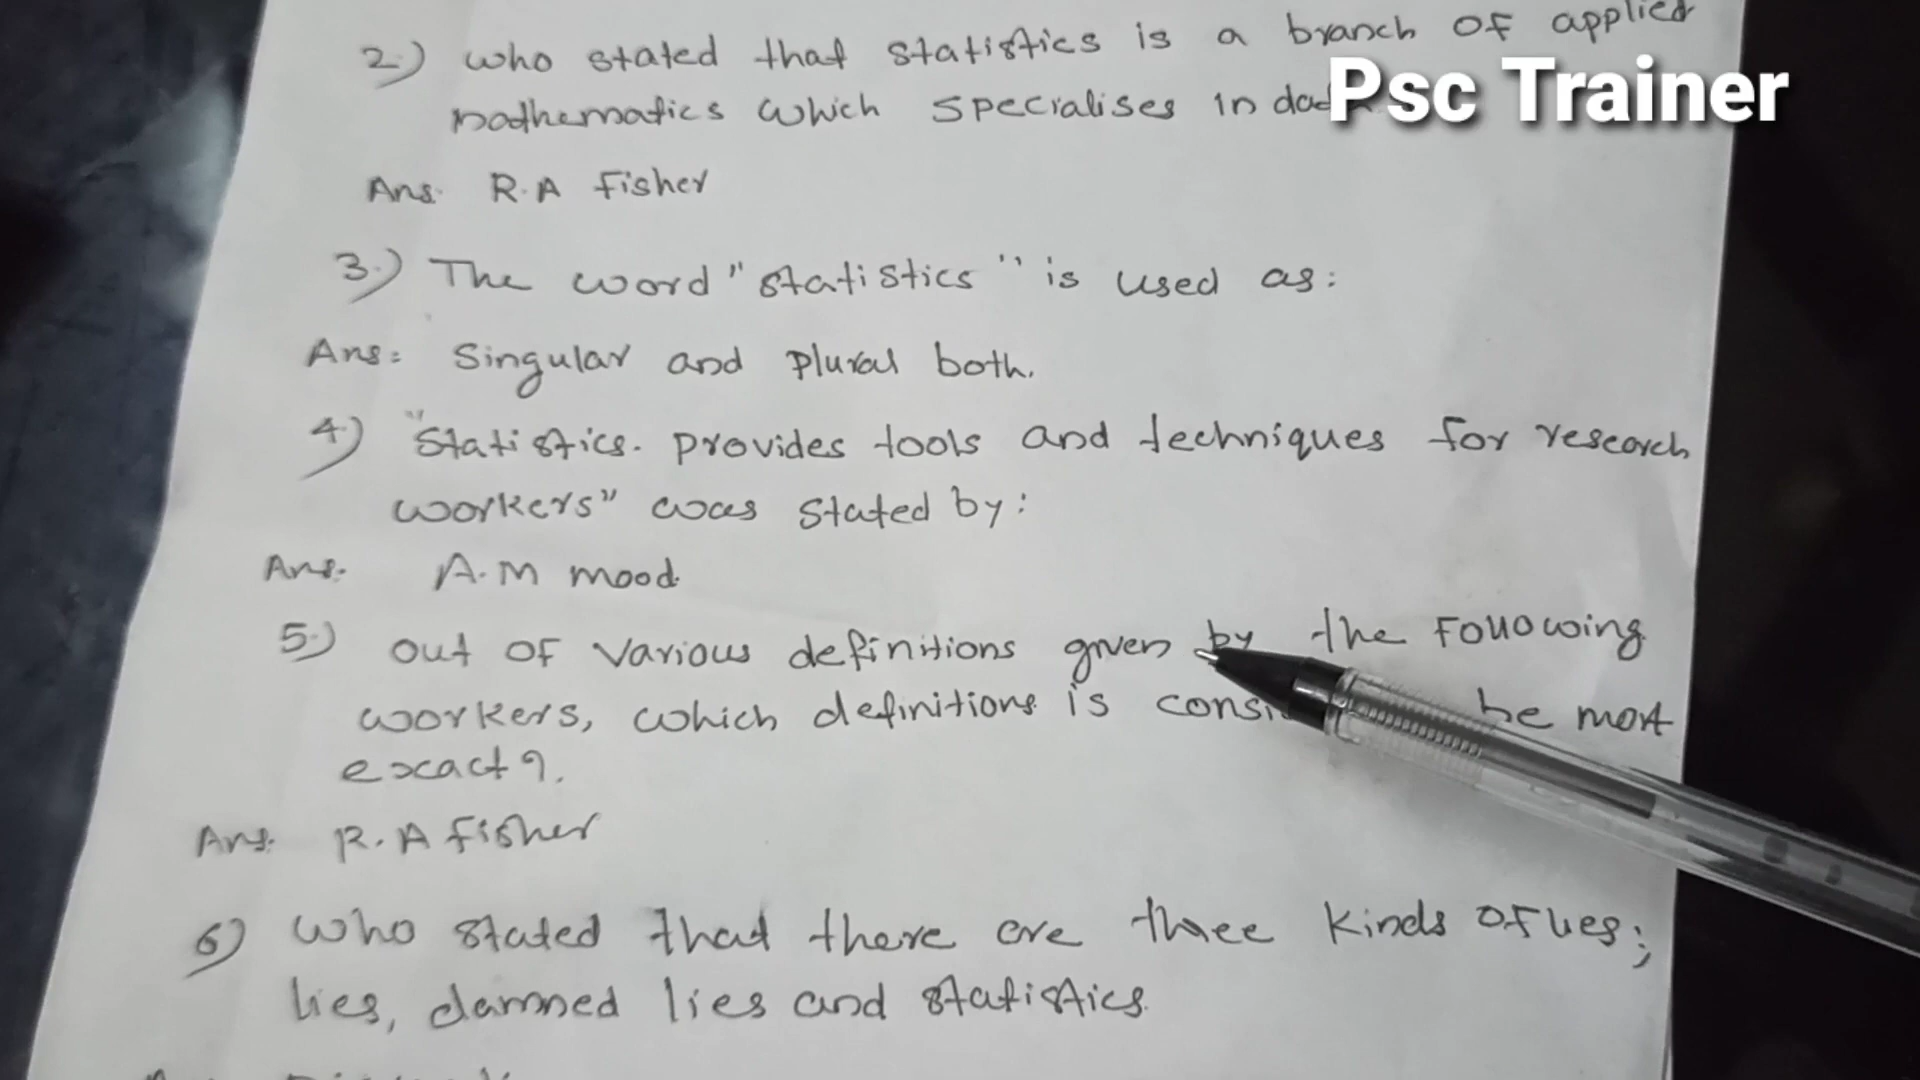 2.) who stated that statistics is a branch of applied
mathematics which specialises in
Psc Trainer
Ans. R.A Fisher
3.) The word "statistics" is used as:
Ans: Singular and plural both.
4.) "Statistics. provides tools and techniques for research
workers" was stated by:
Ans. A.M mood.
5.) out of various definitions given by the Following
workers, which definitions is be most
exact?.
Ans. R.A fisher
6) who stated that there are three kinds of lies;
lies, damned lies and statistics.